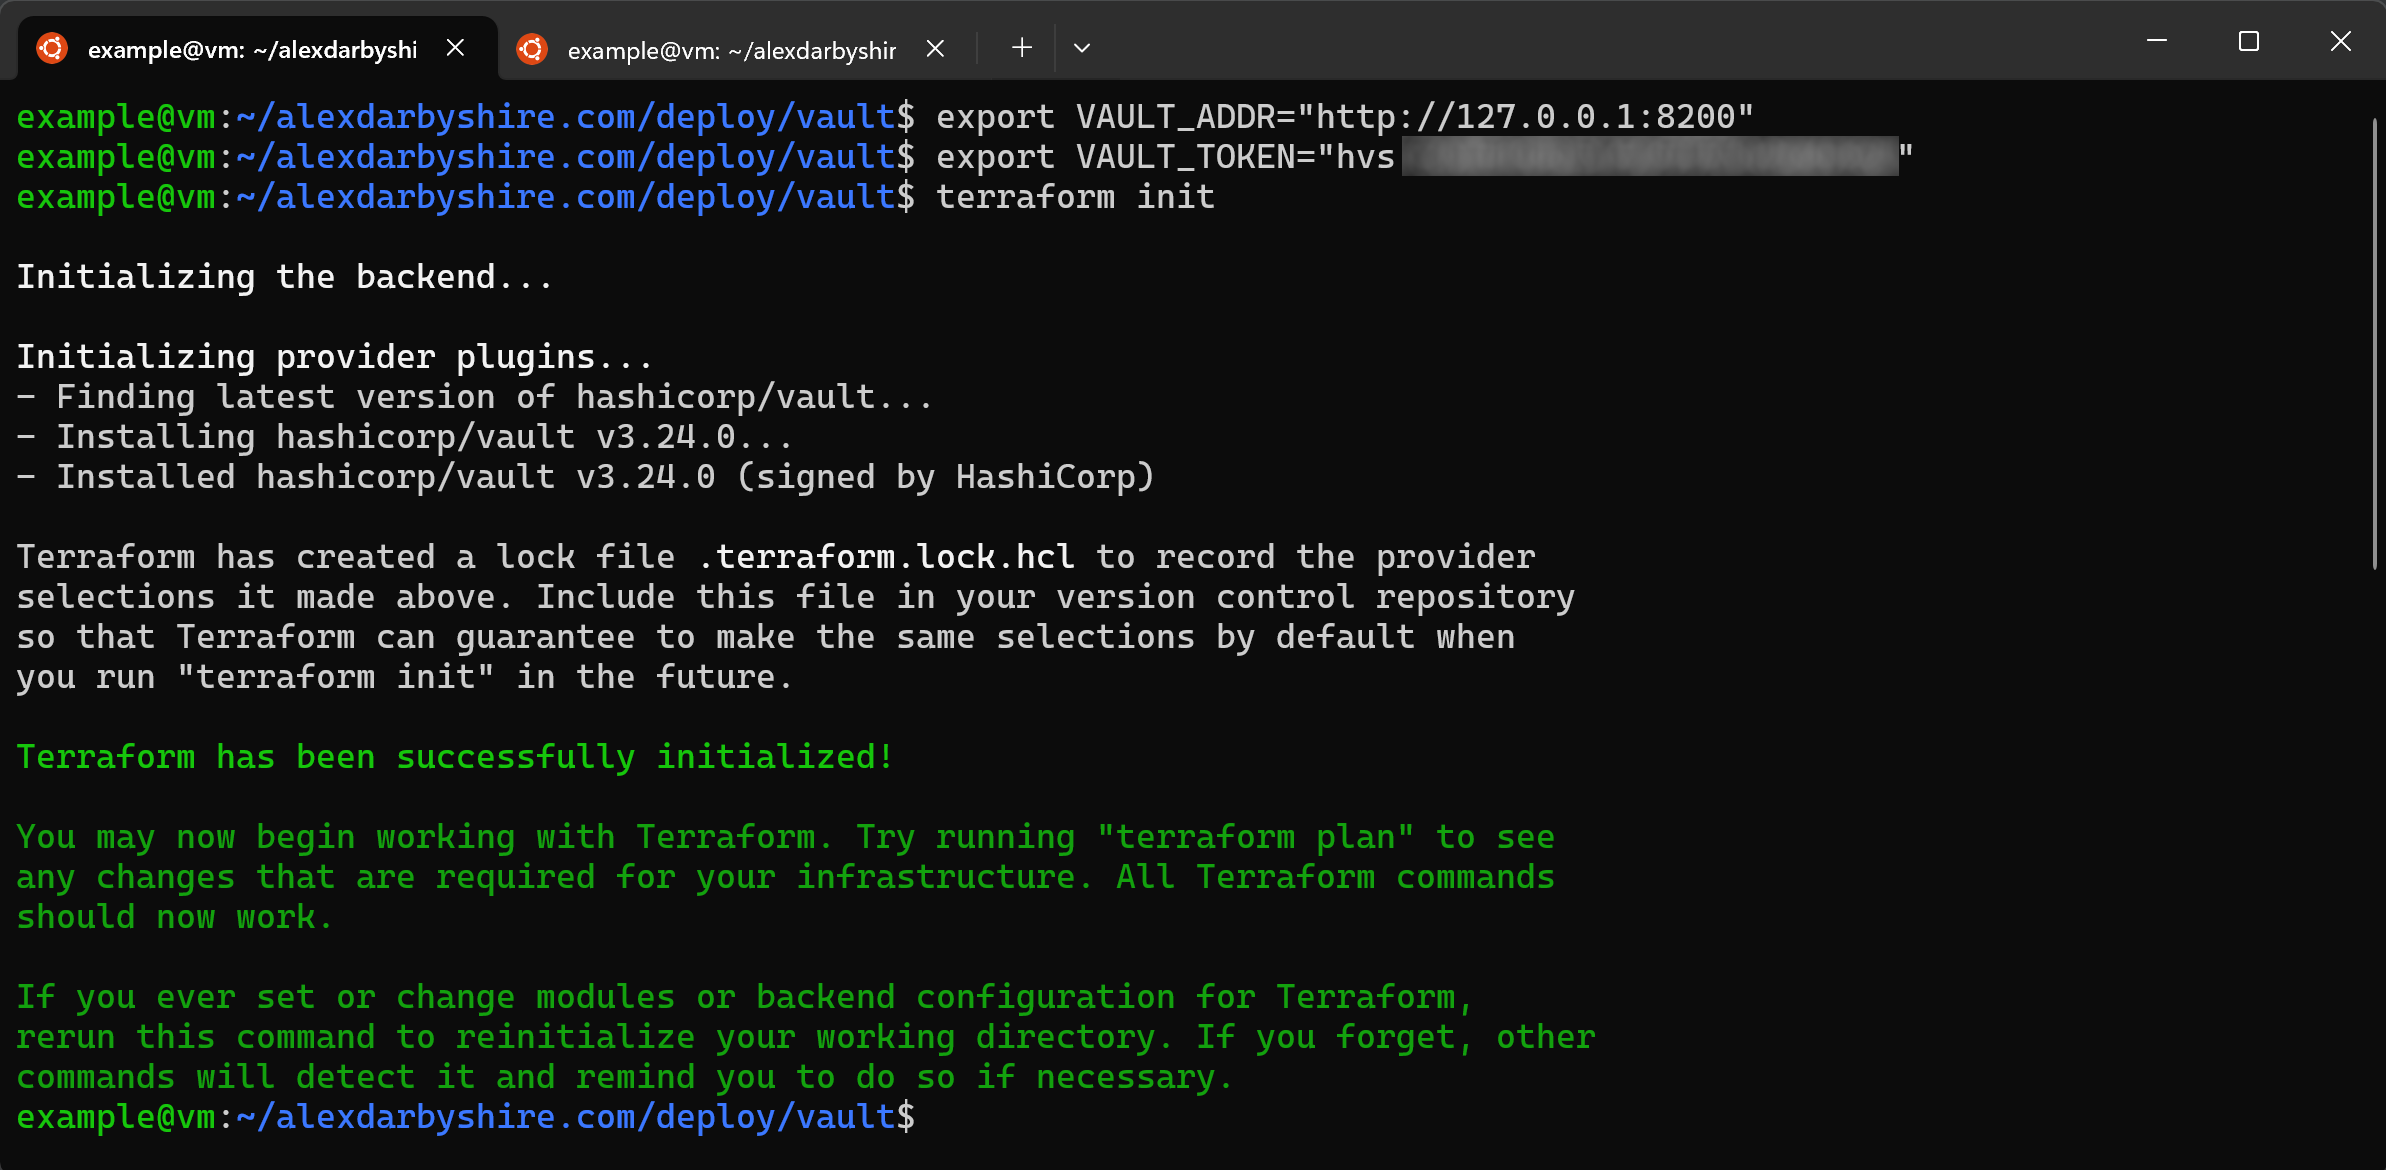 example@vm: ~/alexdarbyshi
example@vm: ~/alexdarbyshir
example@vm:~/alexdarbyshire.com/deploy/vault$ export VAULT_ADDR="http://127.0.0.1:8200"
example@vm:~/alexdarbyshire.com/deploy/vault$ export VAULT_TOKEN="hvs "
example@vm:~/alexdarbyshire.com/deploy/vault$ terraform init
Initializing the backend...
Initializing provider plugins...
- Finding latest version of hashicorp/vault...
- Installing hashicorp/vault v3.24.0...
- Installed hashicorp/vault v3.24.0 (signed by HashiCorp)
Terraform has created a lock file .terraform.lock.hcl to record the provider
selections it made above. Include this file in your version control repository
so that Terraform can guarantee to make the same selections by default when
you run "terraform init" in the future.
Terraform has been successfully initialized!
You may now begin working with Terraform. Try running "terraform plan" to see
any changes that are required for your infrastructure. All Terraform commands
should now work.
If you ever set or change modules or backend configuration for Terraform,
rerun this command to reinitialize your working directory. If you forget, other
commands will detect it and remind you to do so if necessary.
example@vm:~/alexdarbyshire.com/deploy/vault$